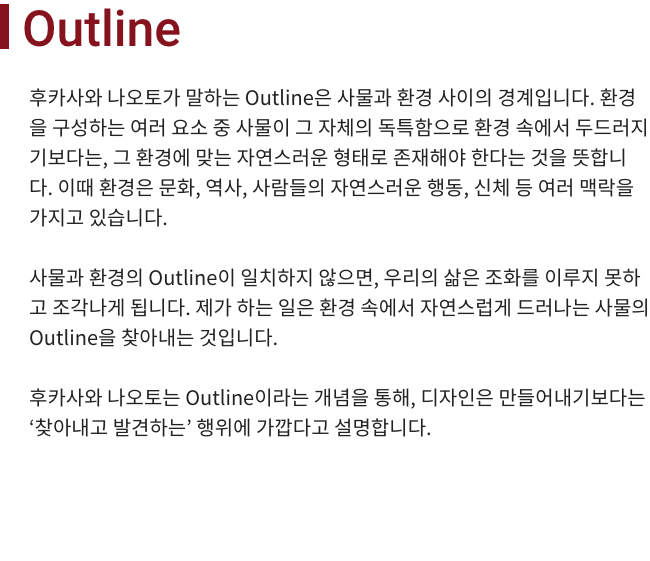 Outline
후카사와 나오토가 말하는 Outline은 사물과 환경 사이의 경계입니다. 환경
을 구성하는 여러 요소 중 사물이 그 자체의 독특함으로 환경 속에서 두드러지
기보다는, 그 환경에 맞는 자연스러운 형태로 존재해야 한다는 것을 뜻합니
다. 이때 환경은 문화, 역사, 사람들의 자연스러운 행동, 신체 등 여러 맥락을
가지고 있습니다.
사물과 환경의 Outline이 일치하지 않으면, 우리의 삶은 조화를 이루지 못하
고 조각나게 됩니다. 제가 하는 일은 환경 속에서 자연스럽게 드러나는 사물의
Outline을 찾아내는 것입니다.
후카사와 나오토는 Outline이라는 개념을 통해, 디자인은 만들어내기보다는
‘찾아내고 발견하는’ 행위에 가깝다고 설명합니다.